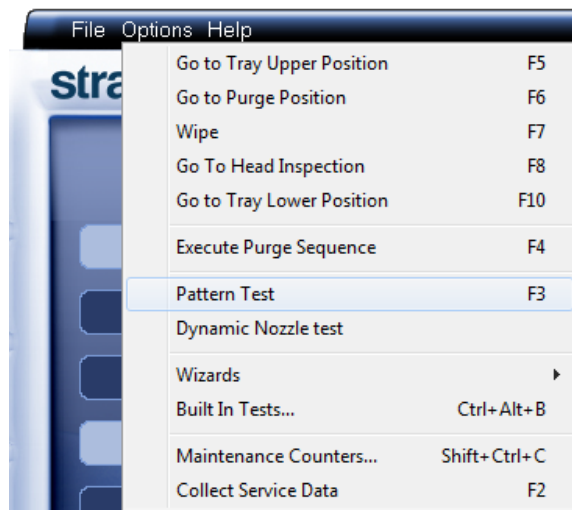 File Options Help
stra
Go to Tray Upper Position F5
Go to Purge Position F6
Wipe F7
Go To Head Inspection F8
Go to Tray Lower Position F10
Execute Purge Sequence F4
Pattern Test F3
Dynamic Nozzle test
Wizards
Built In Tests... Ctrl+Alt+B
Maintenance Counters... Shift+Ctrl+C
Collect Service Data F2